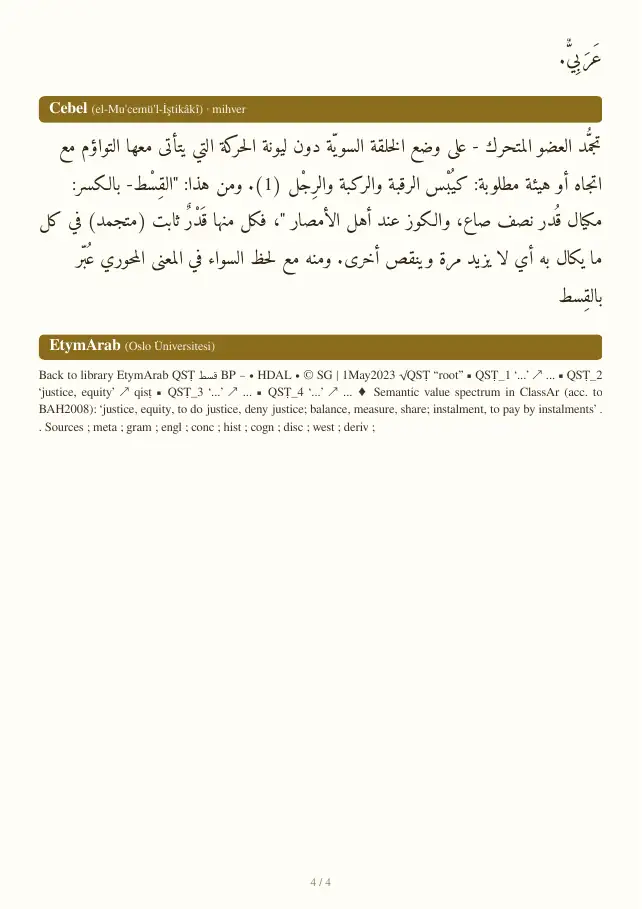 عَرَبِيٌّ.
Cebel (el-Mu'cemü'l-İştikâkî) · mihver
تجمُّد العضو المتحرك - على وضع الخلقة السويّة دون ليونة الحركة التي يتأتى معها التواؤم مع
اتجاه أو هيئة مطلوبة: كيُبْس الرقبة والركبة والرِجْل (1). ومن هذا: "القِسْط- بالكسر:
مكيال قُدر نصف صاع، والكوز عند أهل الأمصار "، فكل منها قَدْرٌ ثابت (متجمد) في كل
ما يكال به أي لا يزيد مرة وينقص أخرى. ومنه مع لحظ السواء في المعنى المحوري عُبّر
بالقِسط
EtymArab (Oslo Üniversitesi)
Back to library EtymArab QSṬ قسط BP – • HDAL • © SG | 1May2023 √QSṬ “root” ▪ QSṬ_1 ‘...’ ↗ ... ▪ QSṬ_2
‘justice, equity’ ↗ qisṭ ▪ QSṬ_3 ‘...’ ↗ ... ▪ QSṬ_4 ‘...’ ↗ ... ♦ Semantic value spectrum in ClassAr (acc. to
BAH2008): ‘justice, equity, to do justice, deny justice; balance, measure, share; instalment, to pay by instalments’ .
. Sources ; meta ; gram ; engl ; conc ; hist ; cogn ; disc ; west ; deriv ;
4 / 4